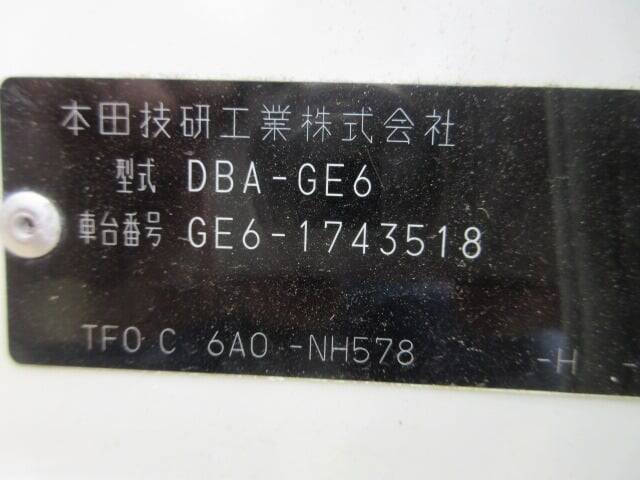 本田技研工業株式会社
型式 DBA-GE6
車台番号 GE6-1743518
TF0 C 6A0 -NH578 -H -